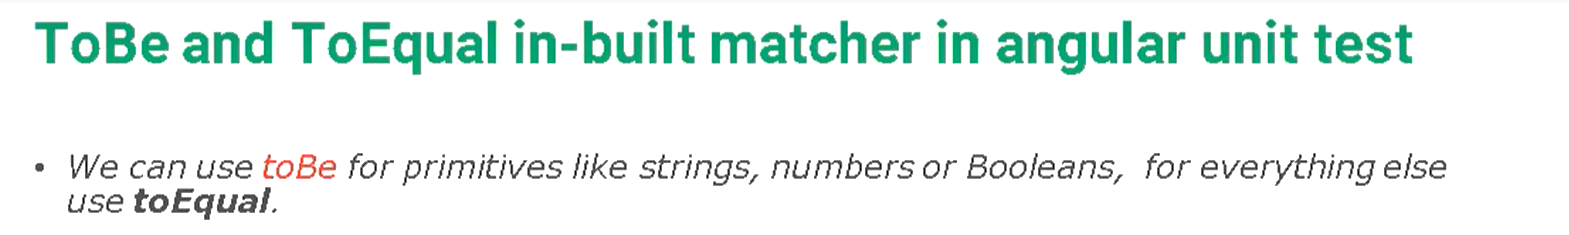 ToBe and ToEqual in-built matcher in angular unit test
• We can use toBe for primitives like strings, numbers or Booleans, for everything else
use toEqual.